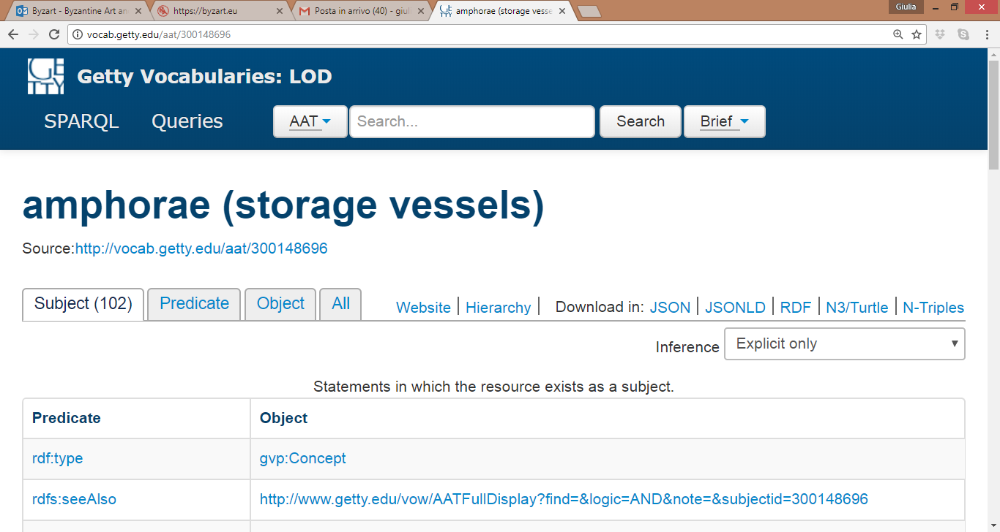 Byzart - Byzantine Art an
https://byzart.eu
Posta in arrivo (40) - giul
amphorae (storage vesse
Giulia
vocab.getty.edu/aat/300148696
GE
TTY
Getty Vocabularies: LOD
SPARQL Queries AAT Search... Search Brief
amphorae (storage vessels)
Source:http://vocab.getty.edu/aat/300148696
Subject (102) Predicate Object All Website Hierarchy Download in: JSON JSONLD RDF N3/Turtle N-Triples
Inference Explicit only
Statements in which the resource exists as a subject.
Predicate Object
rdf:type gvp:Concept
rdfs:seeAlso http://www.getty.edu/vow/AATFullDisplay?find=&logic=AND&note=&subjectid=300148696